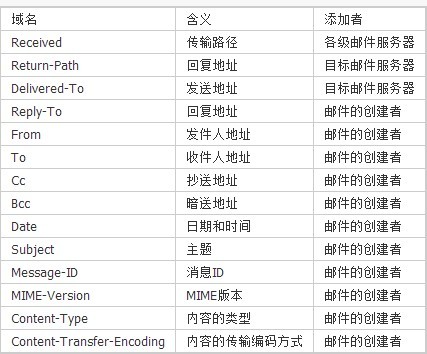 域名 含义 添加者
Received 传输路径 各级邮件服务器
Return-Path 回复地址 目标邮件服务器
Delivered-To 发送地址 目标邮件服务器
Reply-To 回复地址 邮件的创建者
From 发件人地址 邮件的创建者
To 收件人地址 邮件的创建者
Cc 抄送地址 邮件的创建者
Bcc 暗送地址 邮件的创建者
Date 日期和时间 邮件的创建者
Subject 主题 邮件的创建者
Message-ID 消息ID 邮件的创建者
MIME-Version MIME版本 邮件的创建者
Content-Type 内容的类型 邮件的创建者
Content-Transfer-Encoding 内容的传输编码方式 邮件的创建者